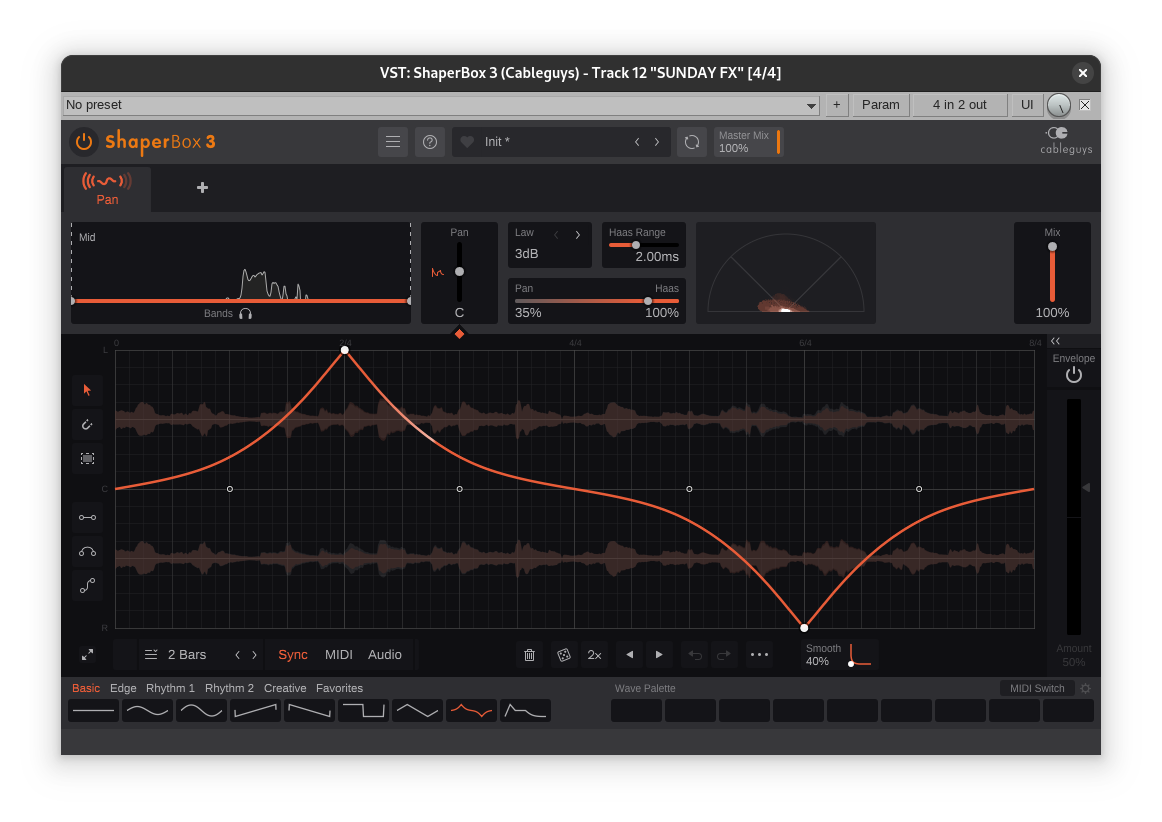 VST: ShaperBox 3 (Cableguys) - Track 12 "SUNDAY FX" [4/4]
No preset
+
Param
4 in 2 out
UI
ShaperBox 3
Init *
Master Mix
100%
cableguys
Pan
Mid
Bands
Pan
C
Law
3dB
Haas Range
2.00ms
Pan
Haas
35%
100%
Mix
100%
0
2/4
4/4
6/4
8/4
L
C
R
Envelope
Amount
50%
2 Bars
Sync
MIDI
Audio
2x
Smooth
40%
Basic
Edge
Rhythm 1
Rhythm 2
Creative
Favorites
Wave Palette
MIDI Switch